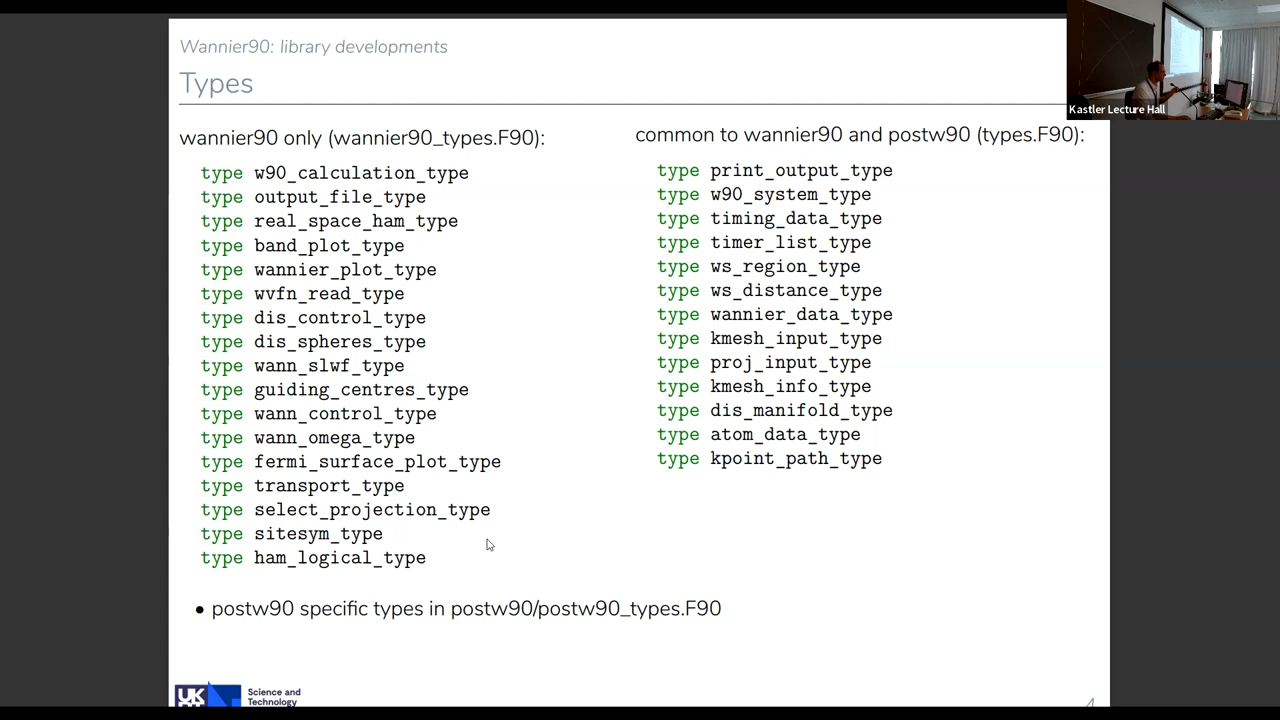 Wannier90: library developments
Types
wannier90 only (wannier90_types.F90):
type w90_calculation_type
type output_file_type
type real_space_ham_type
type band_plot_type
type wannier_plot_type
type wvfn_read_type
type dis_control_type
type dis_spheres_type
type wann_slwf_type
type guiding_centres_type
type wann_control_type
type wann_omega_type
type fermi_surface_plot_type
type transport_type
type select_projection_type
type sitesym_type
type ham_logical_type
common to wannier90 and postw90 (types.F90):
type print_output_type
type w90_system_type
type timing_data_type
type timer_list_type
type ws_region_type
type ws_distance_type
type wannier_data_type
type kmesh_input_type
type proj_input_type
type kmesh_info_type
type dis_manifold_type
type atom_data_type
type kpoint_path_type
• postw90 specific types in postw90/postw90_types.F90
UK
Science and
Technology
4
Kastler Lecture Hall